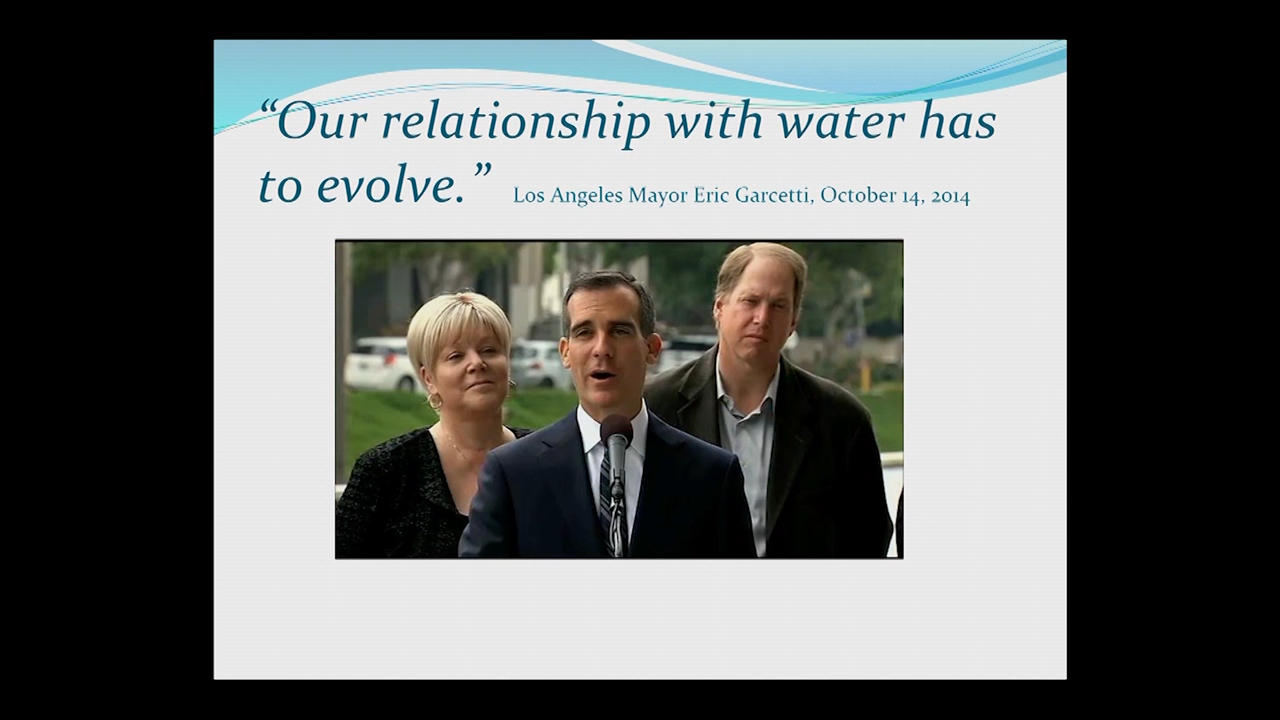 “Our relationship with water has
to evolve.” Los Angeles Mayor Eric Garcetti, October 14, 2014